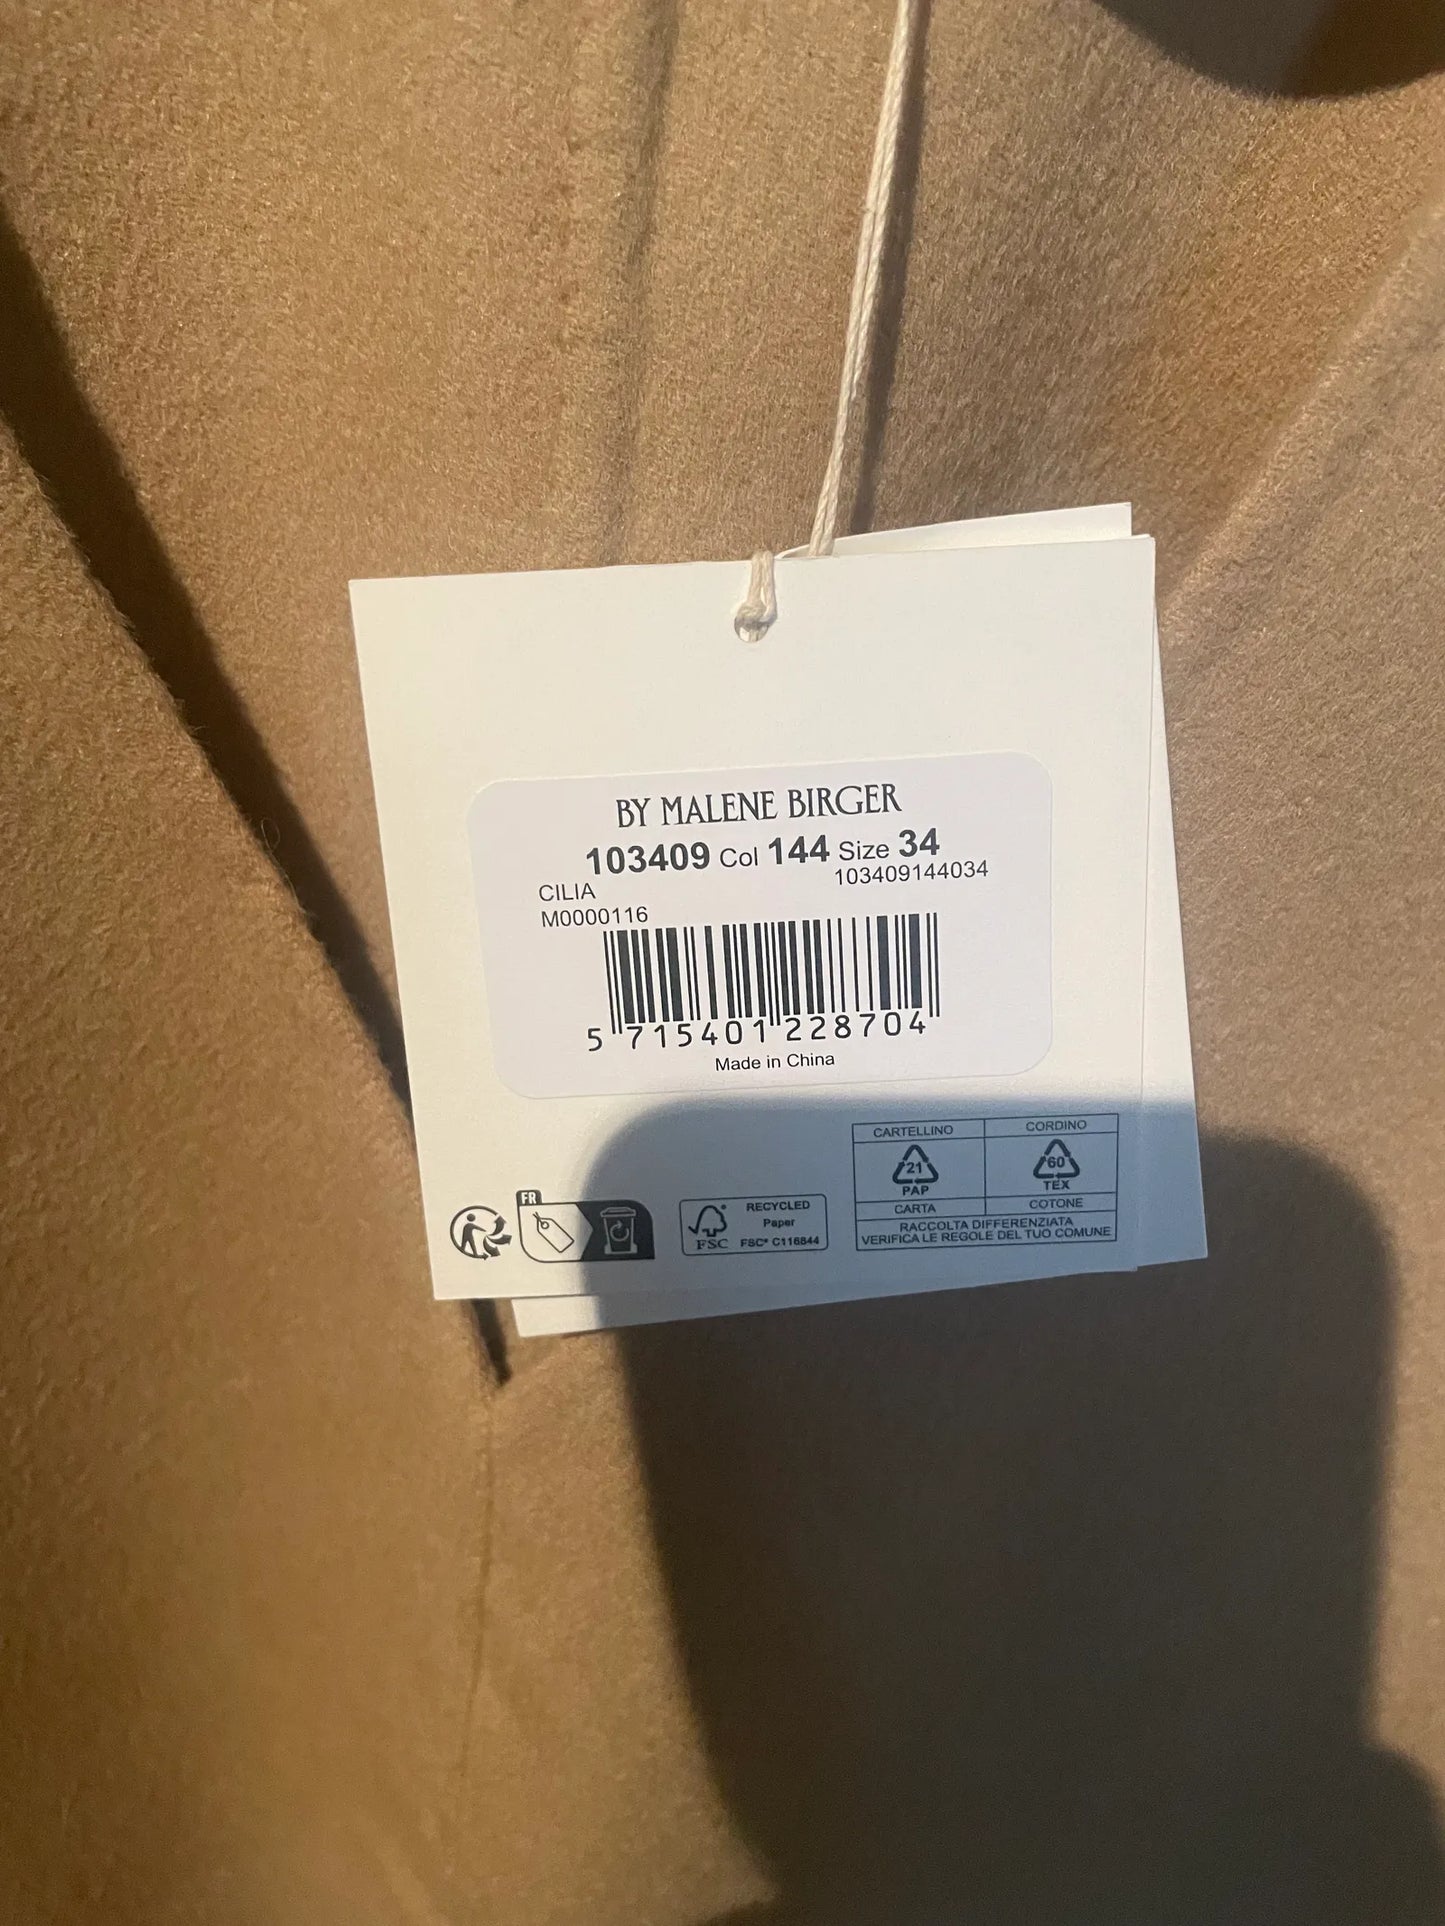 BY MALENE BIRGER
103409 Col 144 Size 34
CILIA 103409144034
M0000116
5 715401 228704
Made in China
CARTELLINO CORDINO
21 60
PAP TEX
CARTA COTONE
RACCOLTA DIFFERENZIATA
VERIFICA LE REGOLE DEL TUO COMUNE
FR
RECYCLED
Paper
FSC FSC® C116844